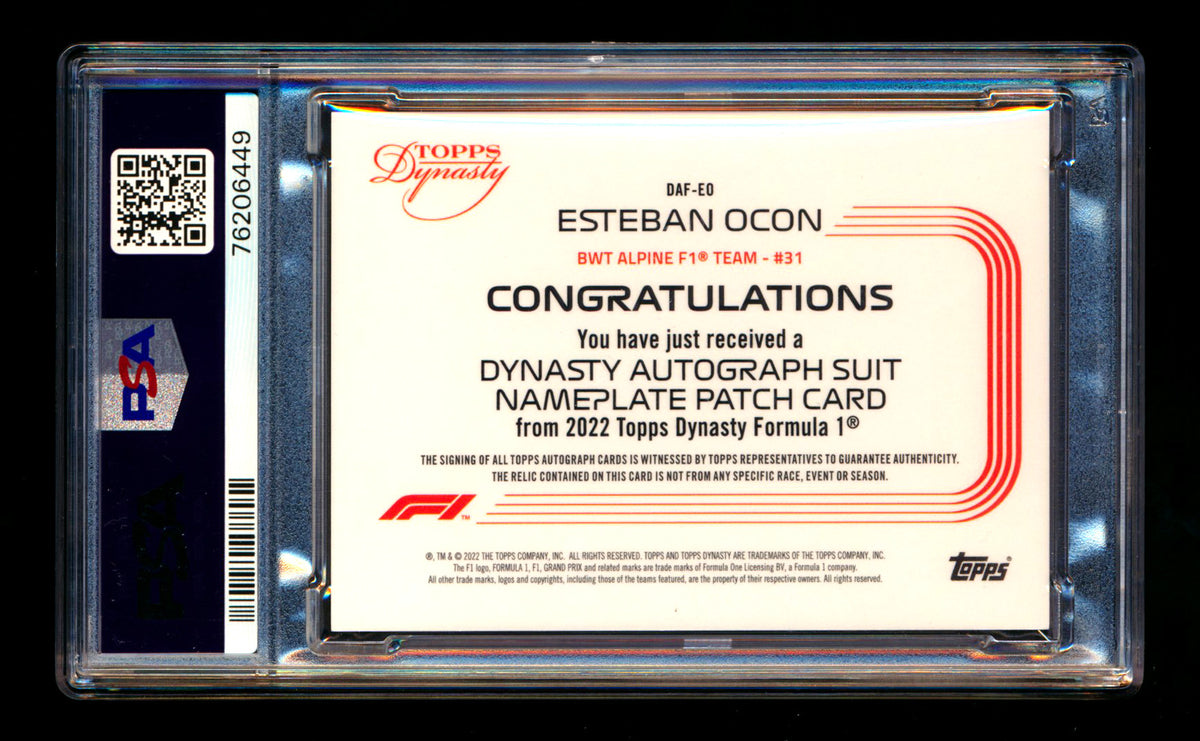 76206449
PSA
PSA
TOPPS
Dynasty
DAF-EO
ESTEBAN OCON
BWT ALPINE F1® TEAM - #31
CONGRATULATIONS
You have just received a
DYNASTY AUTOGRAPH SUIT
NAMEPLATE PATCH CARD
from 2022 Topps Dynasty Formula 1®
THE SIGNING OF ALL TOPPS AUTOGRAPH CARDS IS WITNESSED BY TOPPS REPRESENTATIVES TO GUARANTEE AUTHENTICITY.
THE RELIC CONTAINED ON THIS CARD IS NOT FROM ANY SPECIFIC RACE, EVENT OR SEASON.
F1™
®, TM & © 2022 THE TOPPS COMPANY, INC. ALL RIGHTS RESERVED. TOPPS AND TOPPS DYNASTY ARE TRADEMARKS OF THE TOPPS COMPANY, INC.
The F1 logo, FORMULA 1, F1, GRAND PRIX and related marks are trade marks of Formula One Licensing BV, a Formula 1 company.
All other trade marks, logos and copyrights, including those of the teams featured, are the property of their respective owners. All rights reserved.
topps®